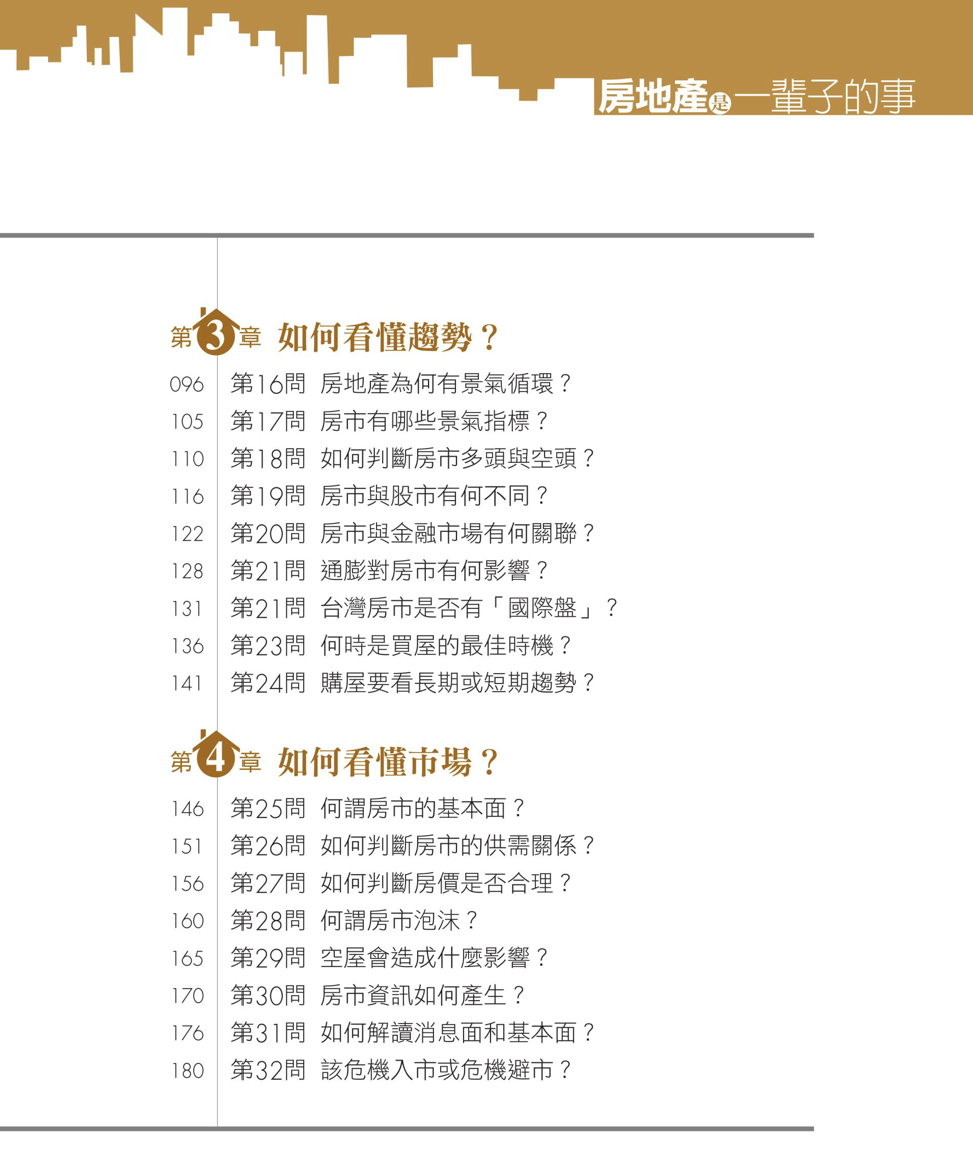 房地產是一輩子的事
第3章 如何看懂趨勢？
096 第16問 房地產為何有景氣循環？
105 第17問 房市有哪些景氣指標？
110 第18問 如何判斷房市多頭與空頭？
116 第19問 房市與股市有何不同？
122 第20問 房市與金融市場有何關聯？
128 第21問 通膨對房市有何影響？
131 第21問 台灣房市是否有「國際盤」？
136 第23問 何時是買屋的最佳時機？
141 第24問 購屋要看長期或短期趨勢？
第4章 如何看懂市場？
146 第25問 何謂房市的基本面？
151 第26問 如何判斷房市的供需關係？
156 第27問 如何判斷房價是否合理？
160 第28問 何謂房市泡沫？
165 第29問 空屋會造成什麼影響？
170 第30問 房市資訊如何產生？
176 第31問 如何解讀消息面和基本面？
180 第32問 該危機入市或危機避市？